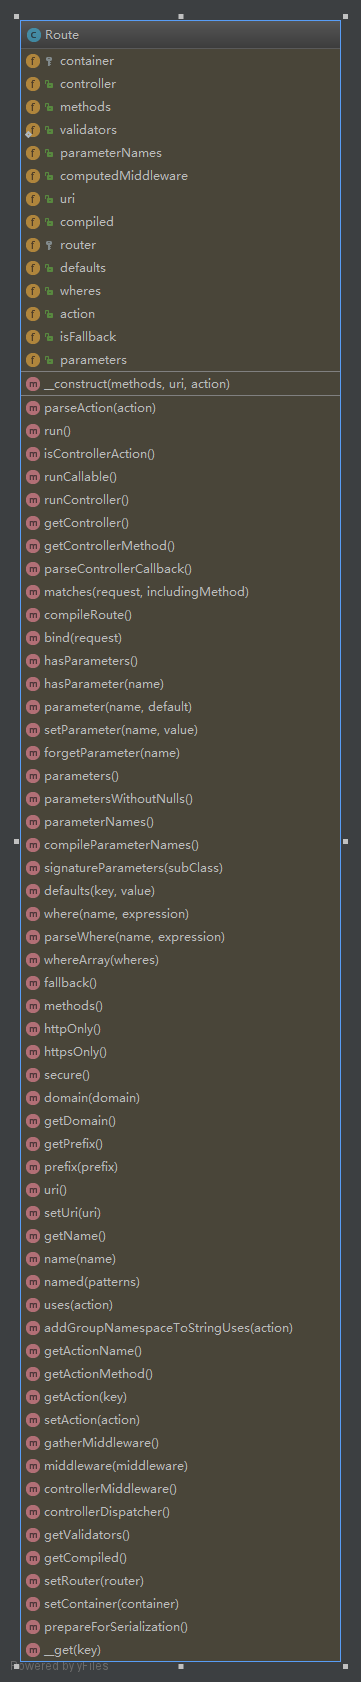 Route
container
controller
methods
validators
parameterNames
computedMiddleware
uri
compiled
router
defaults
wheres
action
isFallback
parameters
__construct(methods, uri, action)
parseAction(action)
run()
isControllerAction()
runCallable()
runController()
getController()
getControllerMethod()
parseControllerCallback()
matches(request, includingMethod)
compileRoute()
bind(request)
hasParameters()
hasParameter(name)
parameter(name, default)
setParameter(name, value)
forgetParameter(name)
parameters()
parametersWithoutNulls()
parameterNames()
compileParameterNames()
signatureParameters(subClass)
defaults(key, value)
where(name, expression)
parseWhere(name, expression)
whereArray(wheres)
fallback()
methods()
httpOnly()
httpsOnly()
secure()
domain(domain)
getDomain()
getPrefix()
prefix(prefix)
uri()
setUri(uri)
getName()
name(name)
named(patterns)
uses(action)
addGroupNamespaceToStringUses(action)
getActionName()
getActionMethod()
getAction(key)
setAction(action)
gatherMiddleware()
middleware(middleware)
controllerMiddleware()
controllerDispatcher()
getValidators()
getCompiled()
setRouter(router)
setContainer(container)
prepareForSerialization()
__get(key)
Powered by yFiles